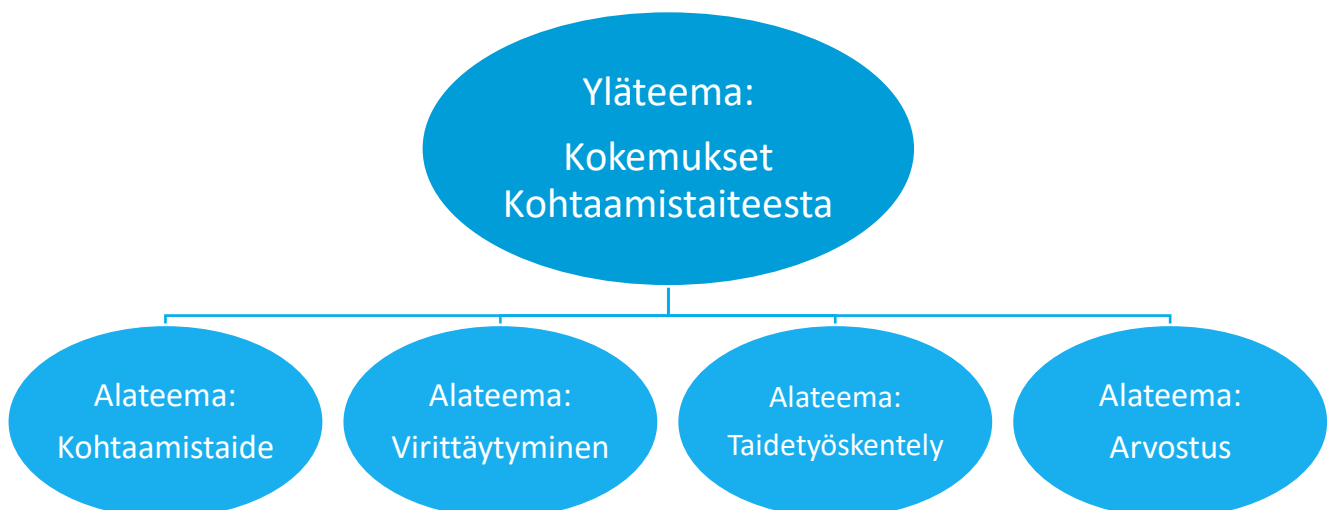 Yläteema:
Kokemukset
Kohtaamistaiteesta
Alateema:
Kohtaamistaide
Alateema:
Virittäytyminen
Alateema:
Taidetyöskentely
Alateema:
Arvostus